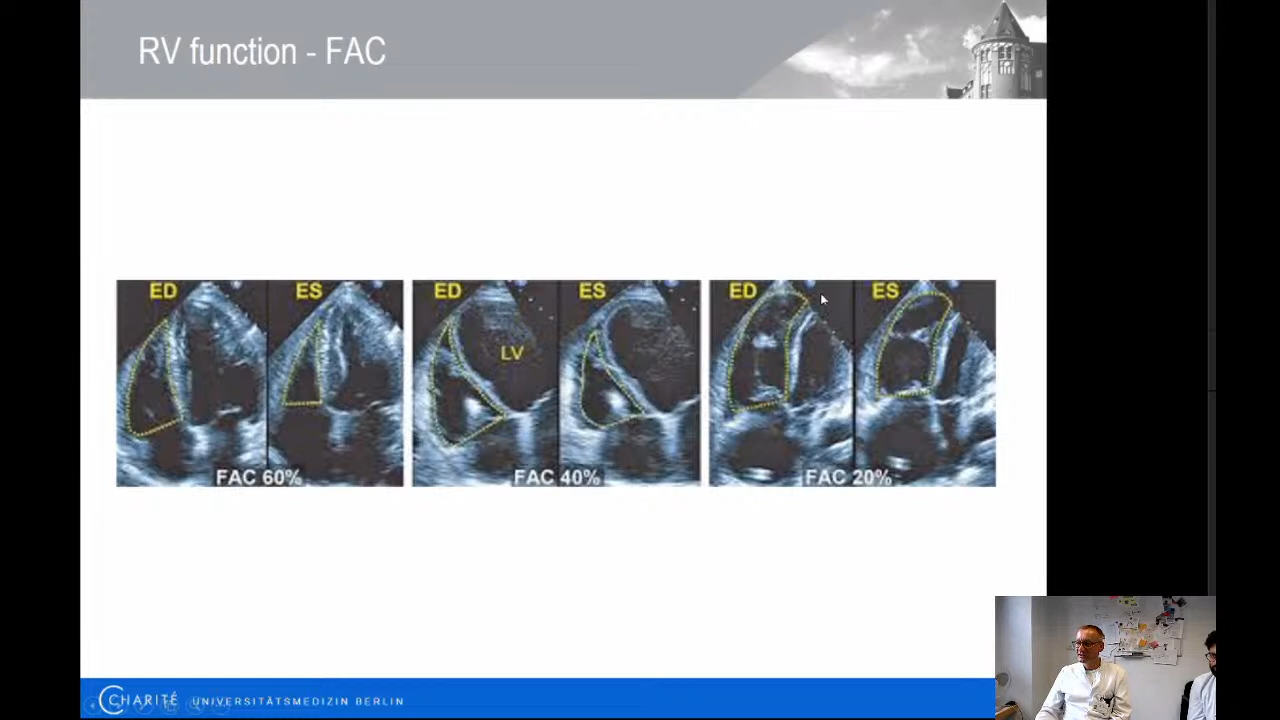 RV function - FAC
ED ES
FAC 60%
ED ES
LV
FAC 40%
ED ES
FAC 20%
CHARITÉ UNIVERSITÄTSMEDIZIN BERLIN